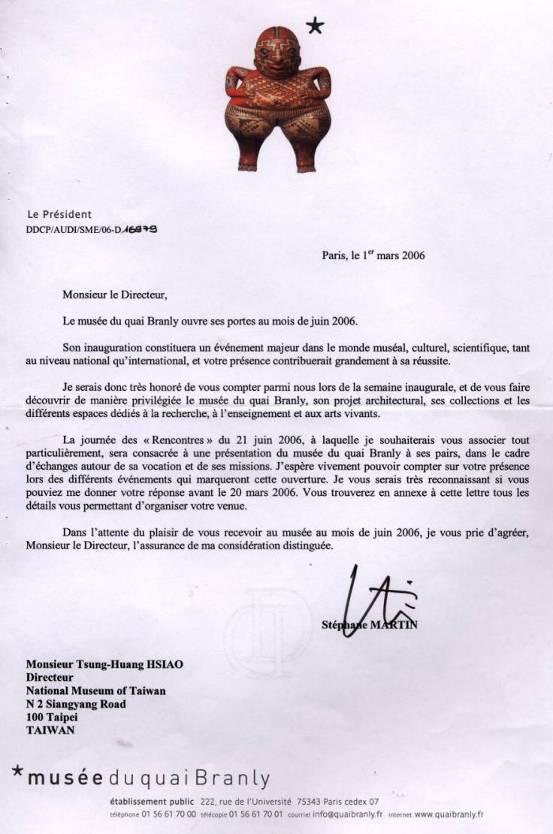 Le Président
DDCP/AUDI/SME/06-D
Paris, le 1er mars 2006
Monsieur le Directeur,
Le musée du quai Branly ouvre ses portes au mois de juin 2006.
Son inauguration constituera un événement majeur dans le monde muséal, culturel, scientifique, tant
au niveau national qu'international, et votre présence contribuerait grandement à sa réussite.
Je serais donc très honoré de vous compter parmi nous lors de la semaine inaugurale, et de vous faire
découvrir de manière privilégiée le musée du quai Branly, son projet architectural, ses collections et les
différents espaces dédiés à la recherche, à l'enseignement et aux arts vivants.
La journée des « Rencontres » du 21 juin 2006, à laquelle je souhaiterais vous associer tout
particulièrement, sera consacrée à une présentation du musée du quai Branly à ses pairs, dans le cadre
d'échanges autour de sa vocation et de ses missions. J'espère vivement pouvoir compter sur votre présence
lors des différents événements qui marqueront cette ouverture. Je vous serais très reconnaissant si vous
pouviez me donner votre réponse avant le 20 mars 2006. Vous trouverez en annexe à cette lettre tous les
détails vous permettant d'organiser votre venue.
Dans l'attente du plaisir de vous recevoir au musée au mois de juin 2006, je vous prie d'agréer,
Monsieur le Directeur, l'assurance de ma considération distinguée.
Stéphane MARTIN
Monsieur Tsung-Huang HSIAO
Directeur
National Museum of Taiwan
N 2 Siangyang Road
100 Taipei
TAIWAN
*musée du quai Branly
établissement public 222, rue de l'Université 75343 Paris cedex 07
téléphone 01 56 61 70 00 télécopie 01 56 61 70 01 courriel info@quaibranly.fr internet www.quaibranly.fr